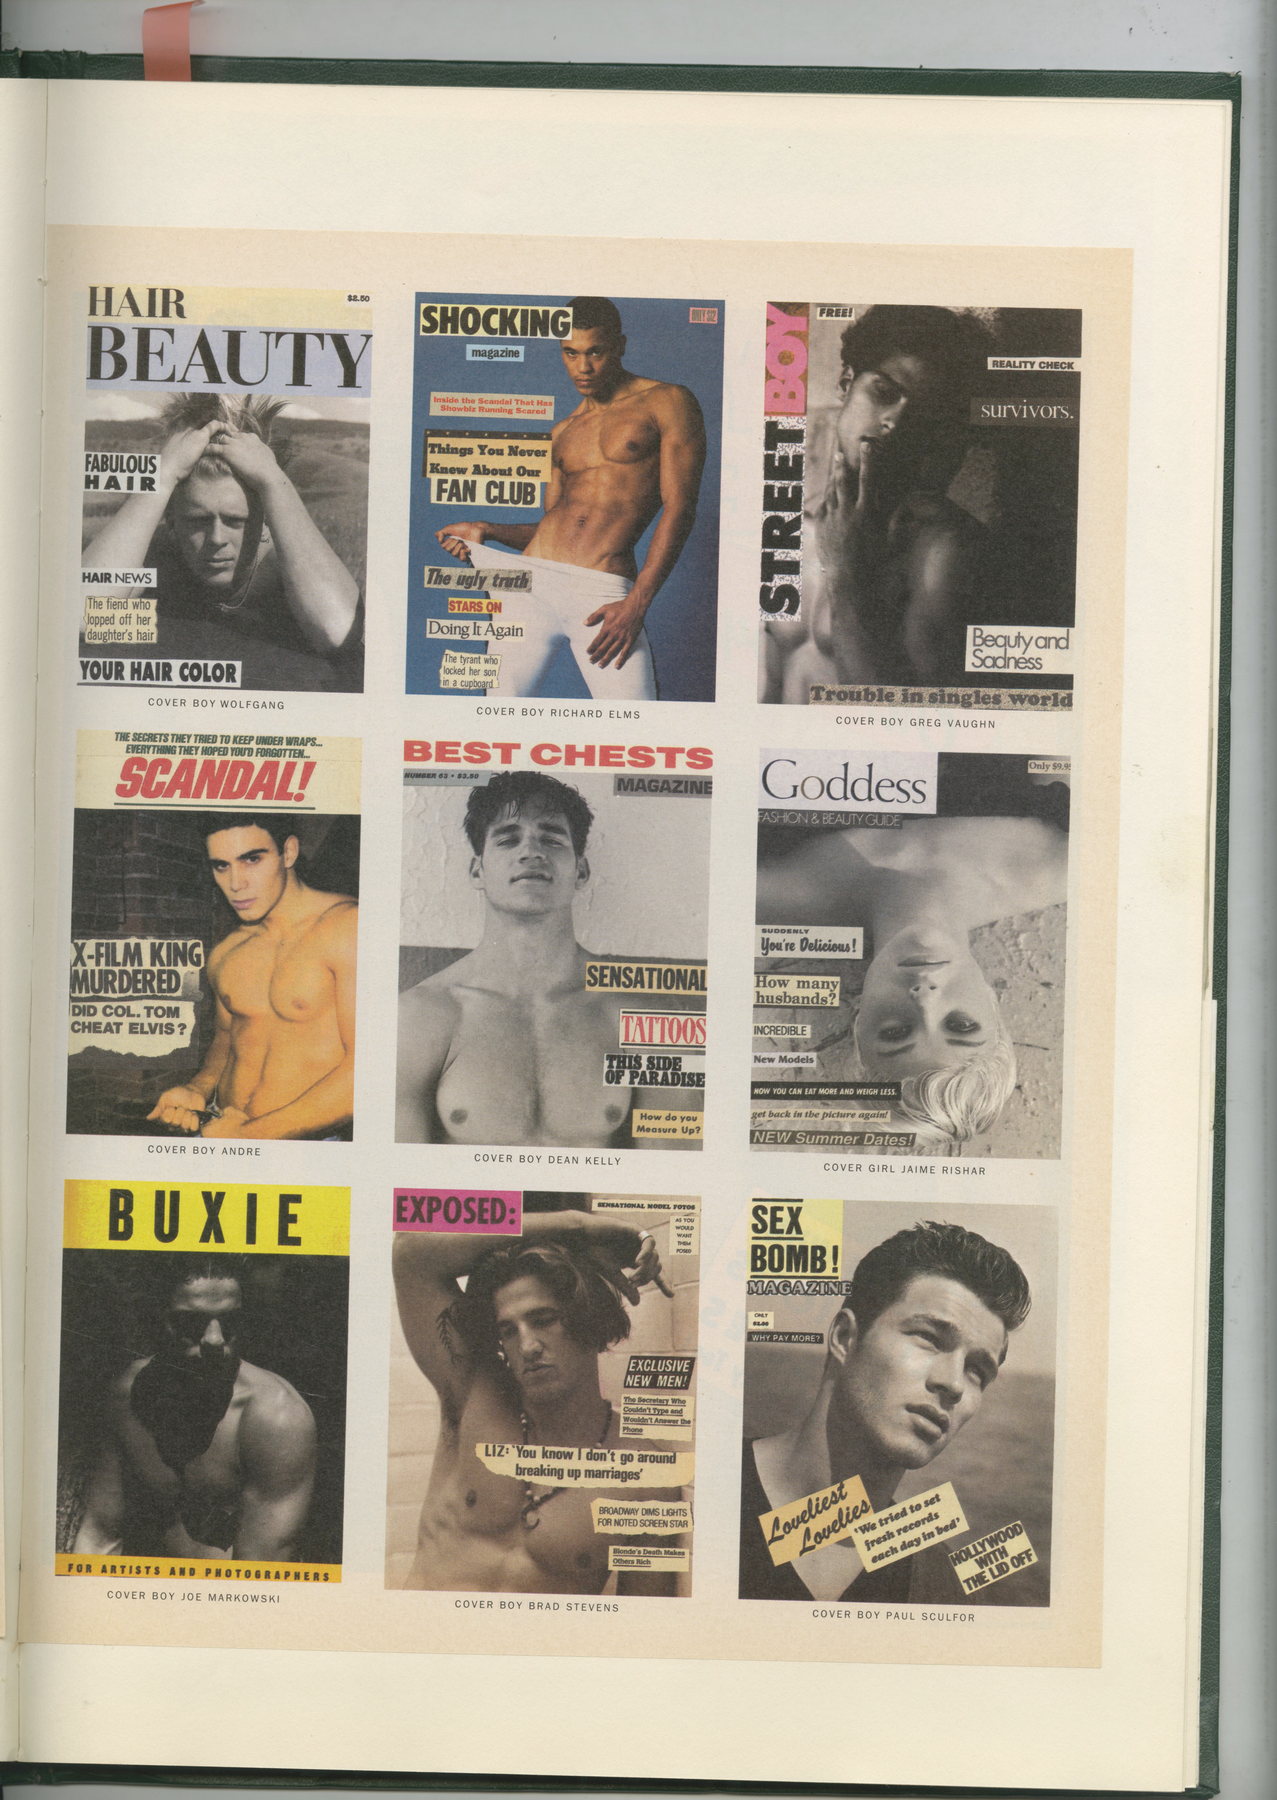 HAIR
$2.50
BEAUTY
FABULOUS
HAIR
HAIR NEWS
The fiend who
lopped off her
daughter's hair
YOUR HAIR COLOR
COVER BOY WOLFGANG
SHOCKING
ONLY $12
magazine
Inside the Scandal That Has
Showbiz Running Scared
Things You Never
Knew About Our
FAN CLUB
The ugly truth
STARS ON
Doing It Again
The tyrant who
locked her son
in a cupboard
COVER BOY RICHARD ELMS
STREET BOY
FREE!
REALITY CHECK
survivors.
Beauty and
Sadness
Trouble in singles world
COVER BOY GREG VAUGHN
THE SECRETS THEY TRIED TO KEEP UNDER WRAPS...
EVERYTHING THEY HOPED YOU'D FORGOTTEN...
SCANDAL!
X-FILM KING
MURDERED
DID COL. TOM
CHEAT ELVIS?
COVER BOY ANDRE
BEST CHESTS
NUMBER 63 • $3.50
MAGAZINE
SENSATIONAL
TATTOOS
THIS SIDE
OF PARADISE
How do you
Measure Up?
COVER BOY DEAN KELLY
Goddess
Only $9.95
FASHION & BEAUTY GUIDE
SUDDENLY
You're Delicious!
How many
husbands?
INCREDIBLE
New Models
HOW YOU CAN EAT MORE AND WEIGH LESS.
get back in the picture again!
NEW Summer Dates!
COVER GIRL JAIME RISHAR
BUXIE
FOR ARTISTS AND PHOTOGRAPHERS
COVER BOY JOE MARKOWSKI
EXPOSED:
SENSATIONAL MODEL FOTOS
AS YOU
WOULD
WANT
THEM
POSED
EXCLUSIVE
NEW MEN!
The Secretary Who
Couldn't Type and
Wouldn't Answer the
Phone
LIZ: 'You know I don't go around
breaking up marriages'
BROADWAY DIMS LIGHTS
FOR NOTED SCREEN STAR
Blonde's Death Makes
Others Rich
COVER BOY BRAD STEVENS
SEX
BOMB!
MAGAZINE
ONLY
WHY PAY MORE?
Loveliest
Lovelies
'We tried to set
fresh records
each day in bed'
HOLLYWOOD
WITH
THE LID OFF
COVER BOY PAUL SCULFOR